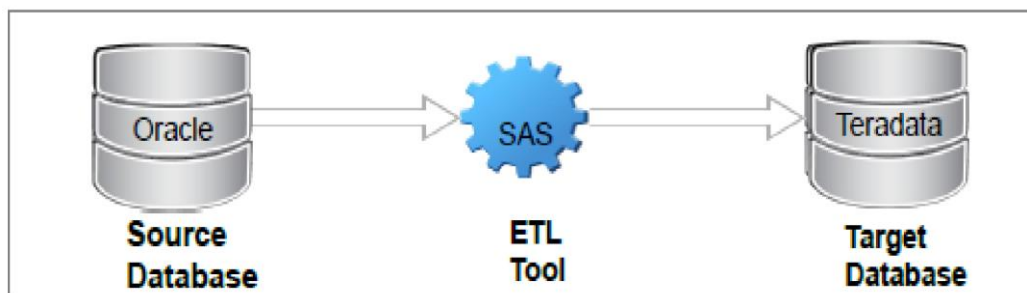 Oracle
SAS
Teradata
Source
Database
ETL
Tool
Target
Database